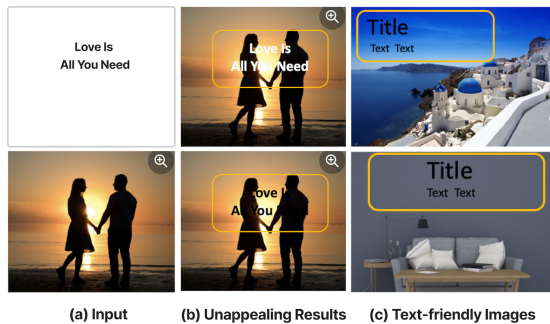 Love Is
All You Need
Love Is
All You Need
Title
Text Text
Love Is
All You
Title
Text Text
(a) Input
(b) Unappealing Results
(c) Text-friendly Images